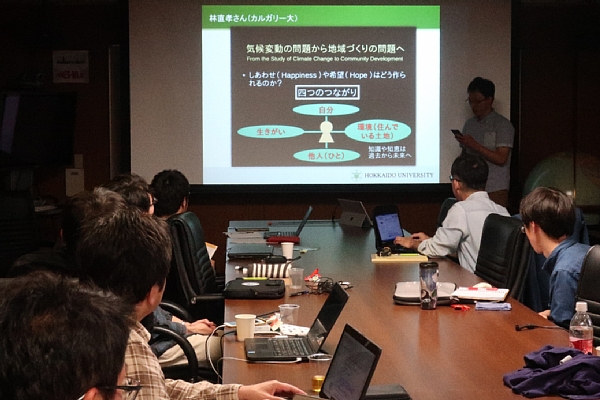 林直孝さん(カルガリー大)
気候変動の問題から地域づくりの問題へ
From the Study of Climate Change to Community Development
• しあわせ(Happiness)や希望(Hope)はどう作ら
れるのか?
四つのつながり
自分
生きがい
環境(住んで
いる土地)
他人(ひと)
知識や知恵は
過去から未来へ
HOKKAIDO UNIVERSITY